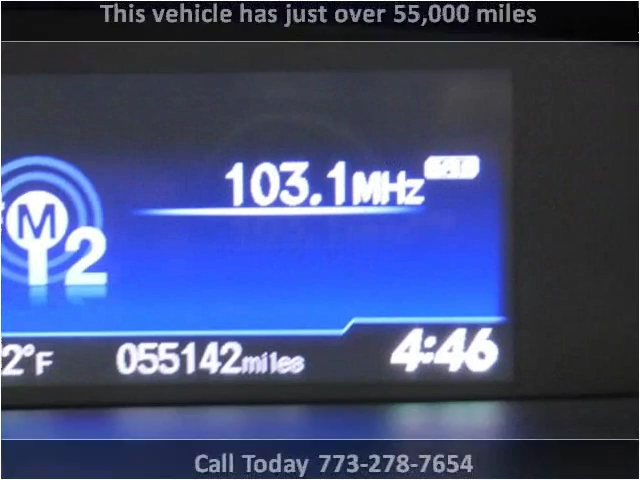 This vehicle has just over 55,000 miles
103.1MHz
M
2
2°F 055142miles 4:46
Call Today 773-278-7654